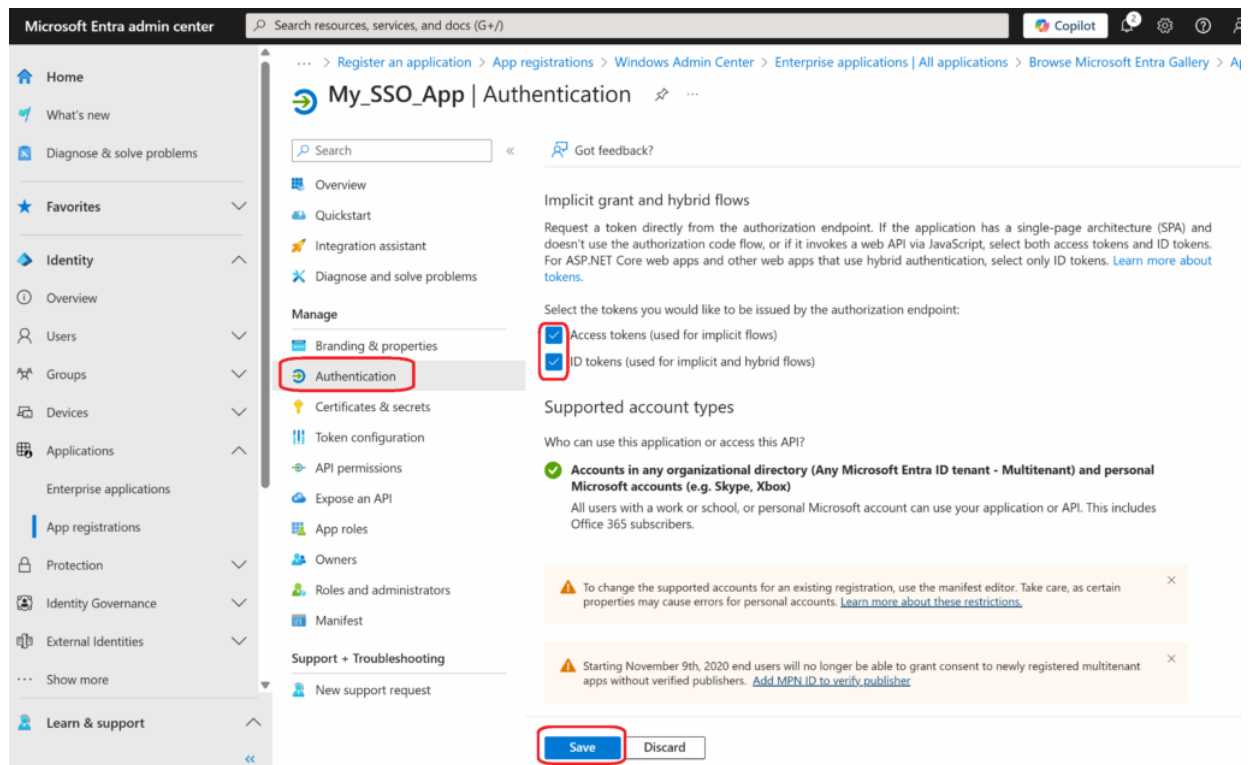 Microsoft Entra admin center
Search resources, services, and docs (G+/)
Copilot
2
Home
What's new
Diagnose & solve problems
Favorites
Identity
Overview
Users
Groups
Devices
Applications
Enterprise applications
App registrations
Protection
Identity Governance
External Identities
Show more
Learn & support
... > Register an application > App registrations > Windows Admin Center > Enterprise applications | All applications > Browse Microsoft Entra Gallery >
My_SSO_App | Authentication
Search
Overview
Quickstart
Integration assistant
Diagnose and solve problems
Manage
Branding & properties
Authentication
Certificates & secrets
Token configuration
API permissions
Expose an API
App roles
Owners
Roles and administrators
Manifest
Support + Troubleshooting
New support request
Got feedback?
Implicit grant and hybrid flows
Request a token directly from the authorization endpoint. If the application has a single-page architecture (SPA) and
doesn't use the authorization code flow, or if it invokes a web API via JavaScript, select both access tokens and ID tokens.
For ASP.NET Core web apps and other web apps that use hybrid authentication, select only ID tokens. Learn more about
tokens.
Select the tokens you would like to be issued by the authorization endpoint:
Access tokens (used for implicit flows)
ID tokens (used for implicit and hybrid flows)
Supported account types
Who can use this application or access this API?
Accounts in any organizational directory (Any Microsoft Entra ID tenant - Multitenant) and personal
Microsoft accounts (e.g. Skype, Xbox)
All users with a work or school, or personal Microsoft account can use your application or API. This includes
Office 365 subscribers.
To change the supported accounts for an existing registration, use the manifest editor. Take care, as certain
properties may cause errors for personal accounts. Learn more about these restrictions.
Starting November 9th, 2020 end users will no longer be able to grant consent to newly registered multitenant
apps without verified publishers. Add MPN ID to verify publisher
Save
Discard